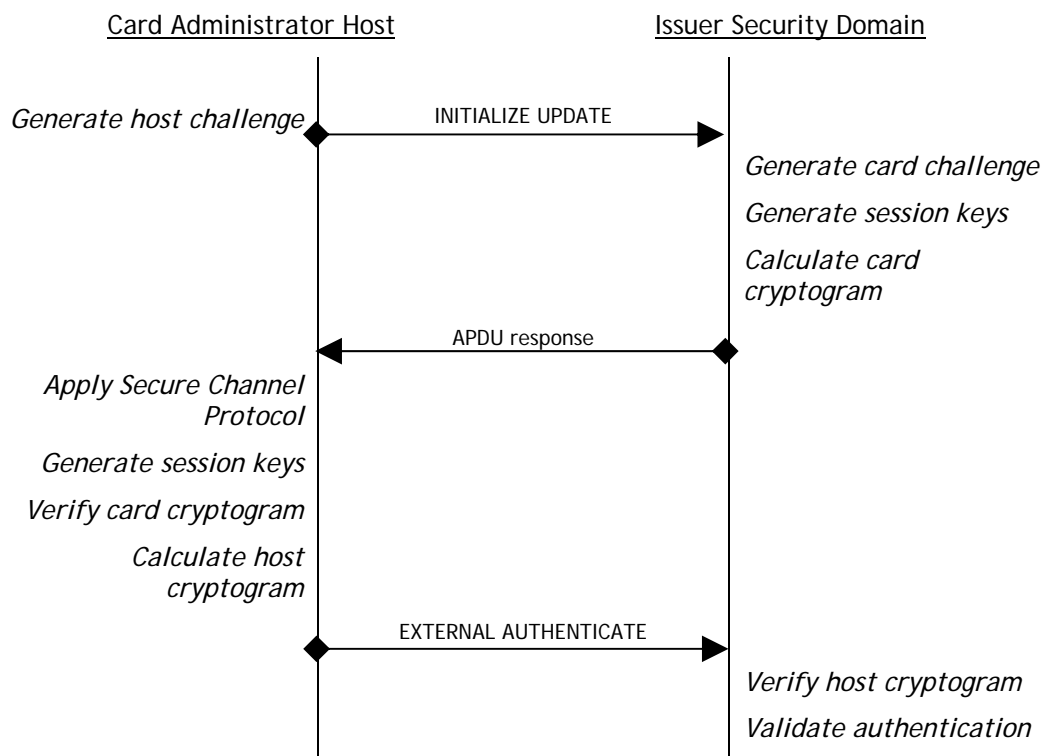 Card Administrator Host
Issuer Security Domain
Generate host challenge
INITIALIZE UPDATE
Generate card challenge
Generate session keys
Calculate card
cryptogram
APDU response
Apply Secure Channel
Protocol
Generate session keys
Verify card cryptogram
Calculate host
cryptogram
EXTERNAL AUTHENTICATE
Verify host cryptogram
Validate authentication